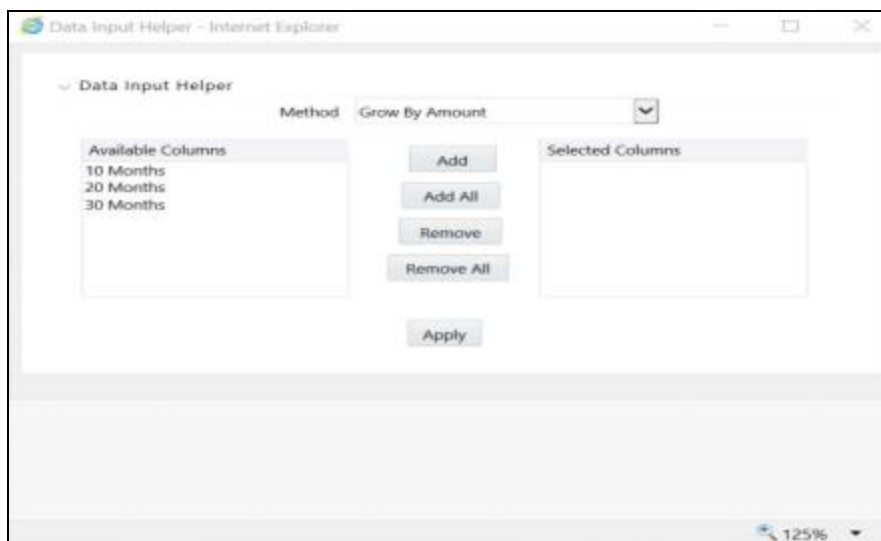 Data Input Helper - Internet Explorer
Data Input Helper
Method Grow By Amount
Available Columns
10 Months
20 Months
30 Months
Add
Add All
Remove
Remove All
Selected Columns
Apply
125%